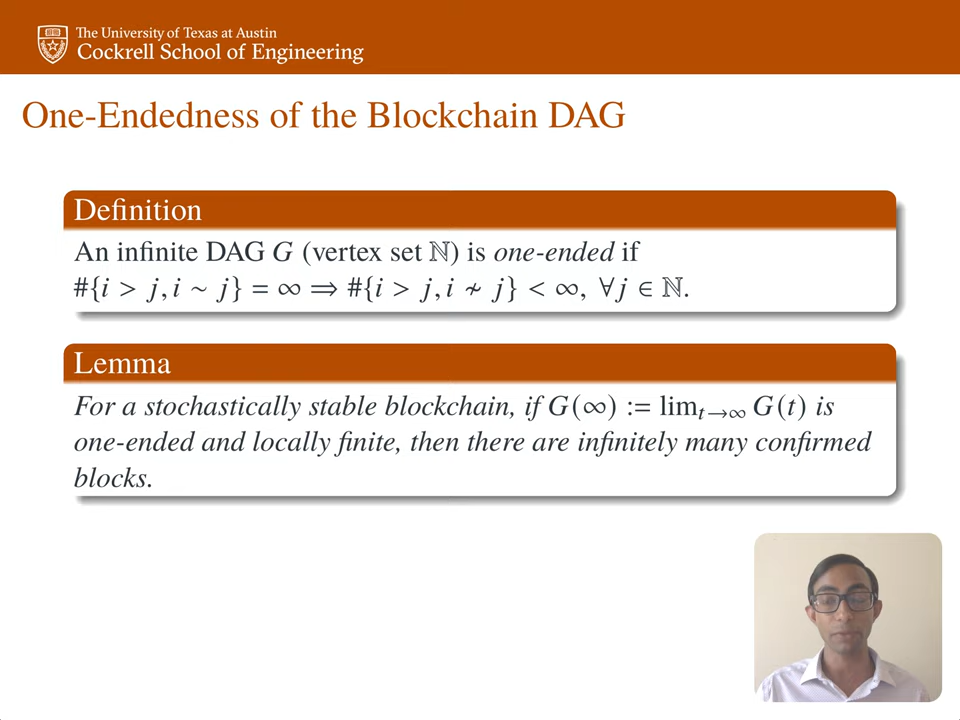 The University of Texas at Austin
Cockrell School of Engineering
One-Endedness of the Blockchain DAG
Definition
An infinite DAG G (vertex set ℕ) is one-ended if
#{i > j, i ~ j} = ∞ ⇒ #{i > j, i ≁ j} < ∞, ∀j ∈ ℕ.
Lemma
For a stochastically stable blockchain, if G(∞) := lim_{t→∞} G(t) is
one-ended and locally finite, then there are infinitely many confirmed
blocks.